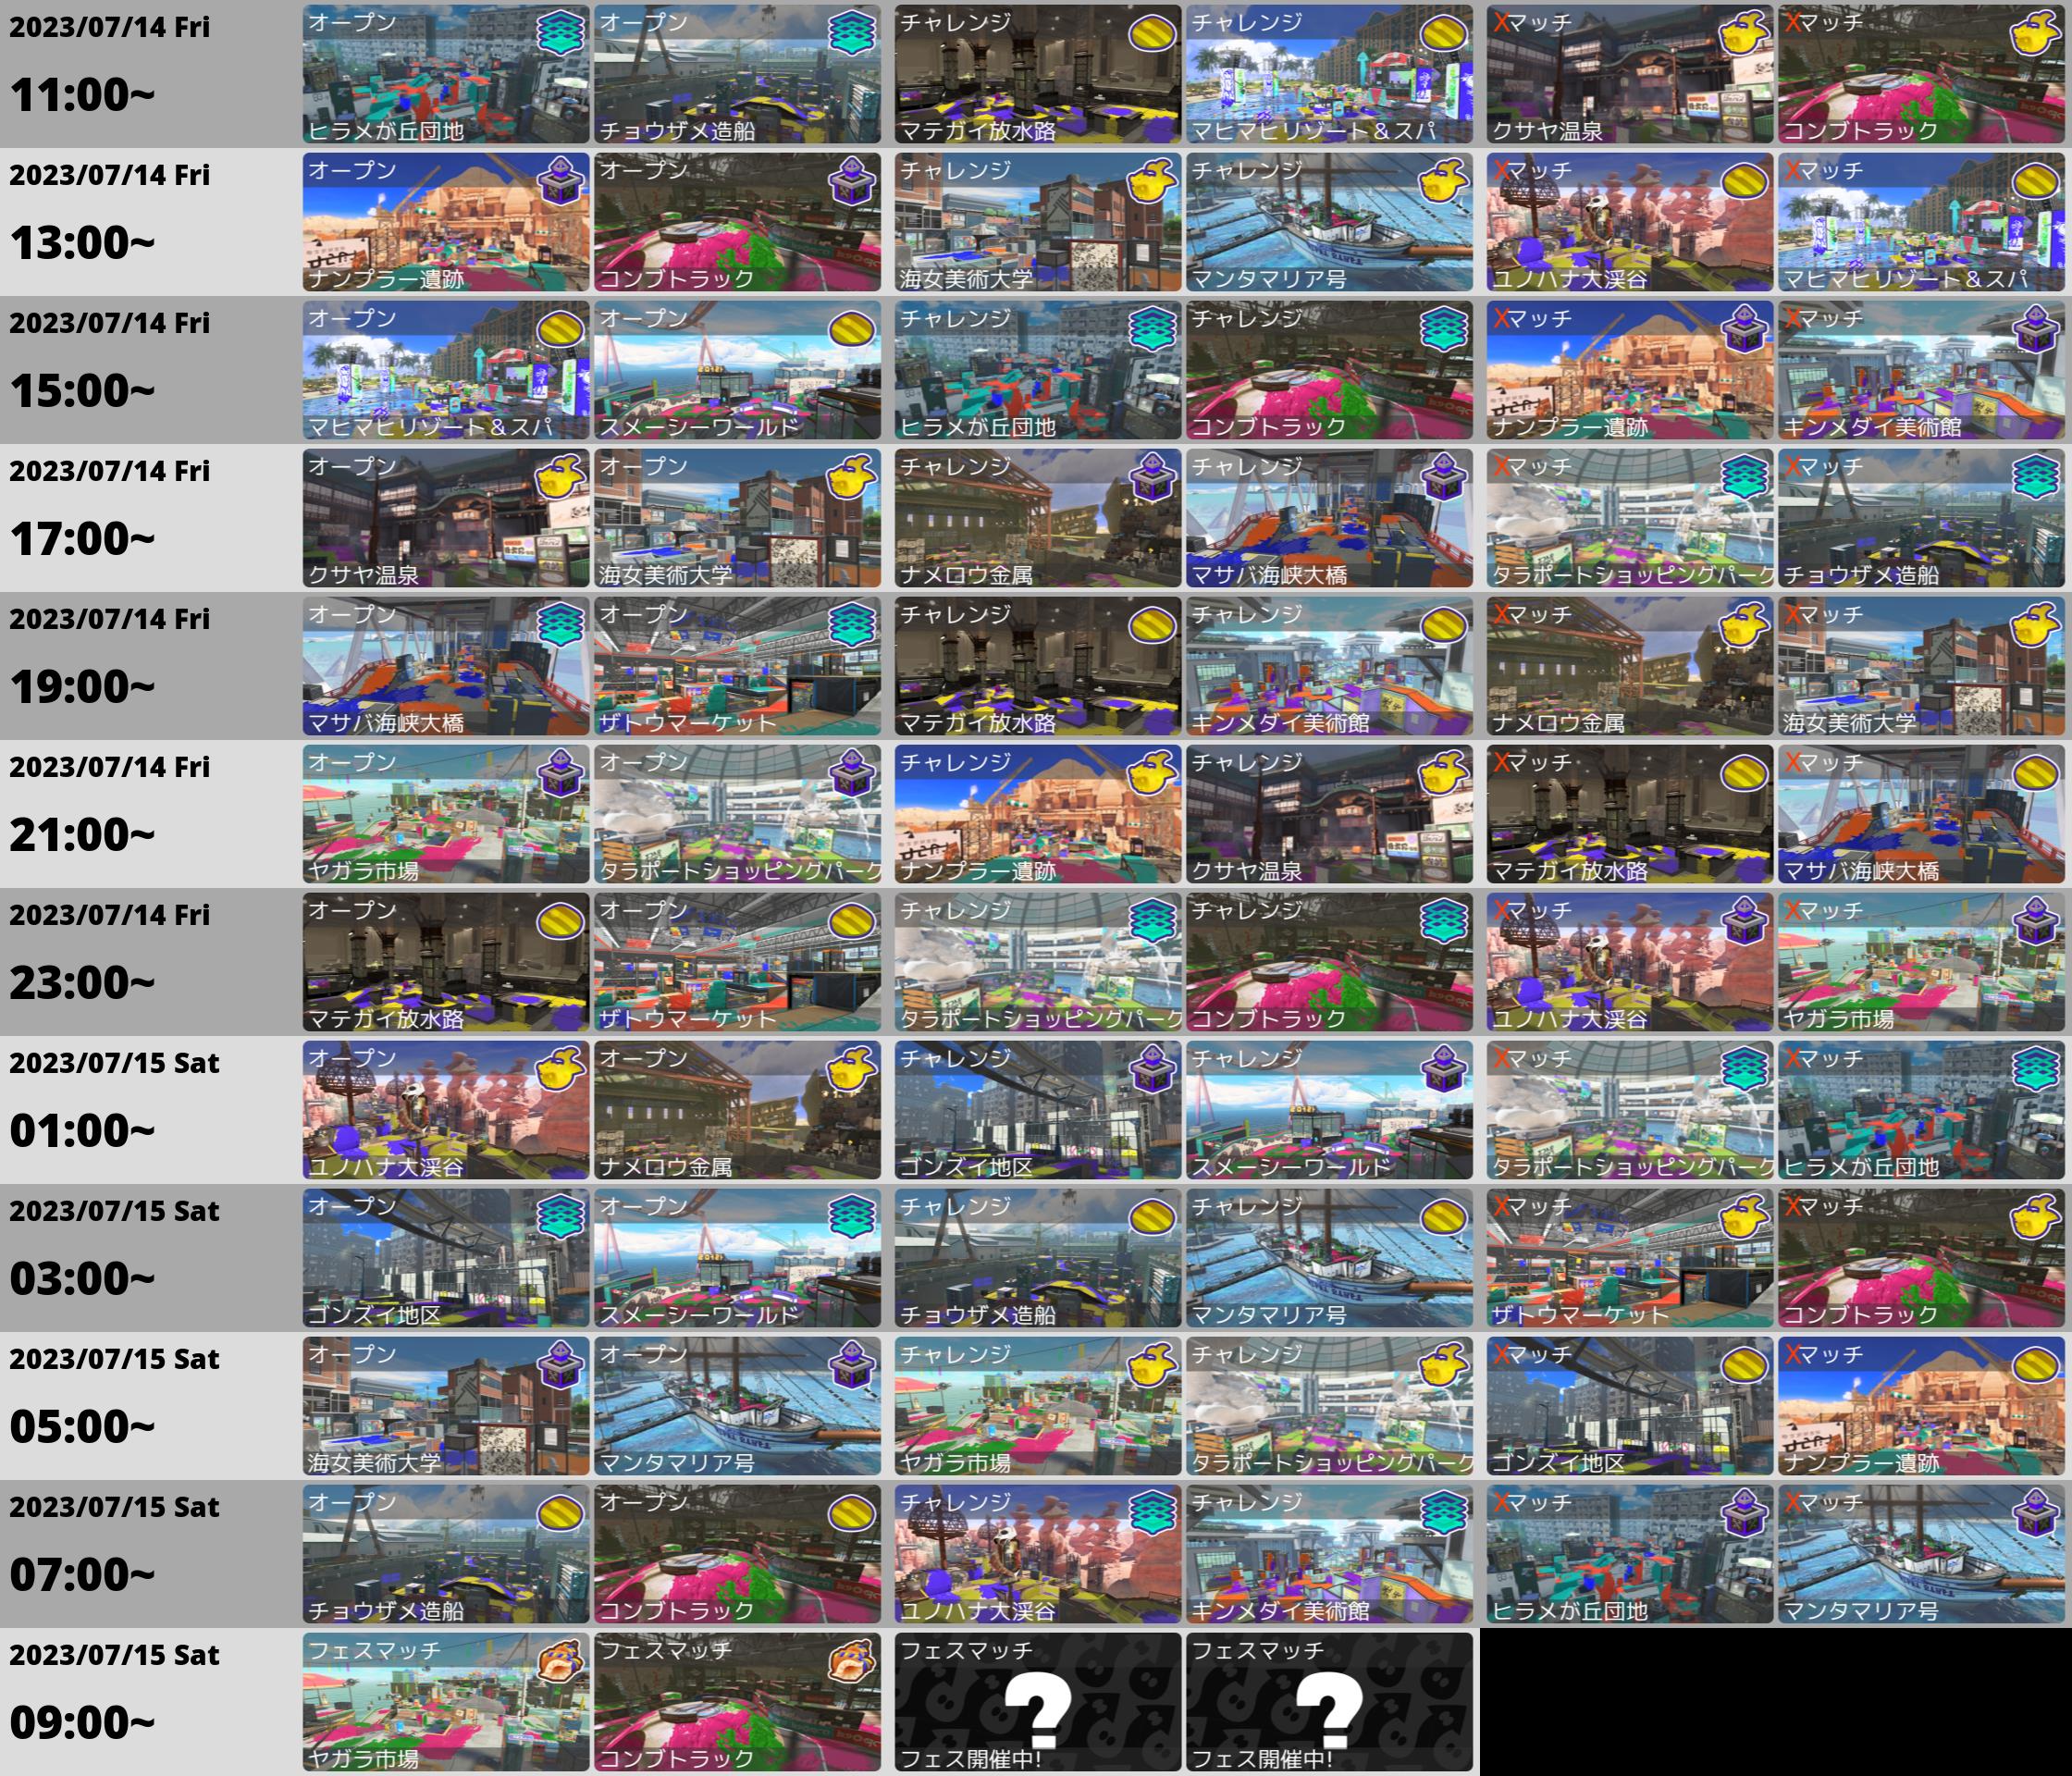 2023/07/14 Fri
11:00~
オープン
ヒラメが丘団地
オープン
チョウザメ造船
チャレンジ
マテガイ放水路
チャレンジ
マヒマヒリゾート＆スパ
Xマッチ
クサヤ温泉
Xマッチ
コンブトラック
2023/07/14 Fri
13:00~
オープン
ナンプラー遺跡
オープン
コンブトラック
チャレンジ
海女美術大学
チャレンジ
マンタマリア号
Xマッチ
ユノハナ大渓谷
Xマッチ
マヒマヒリゾート＆スパ
2023/07/14 Fri
15:00~
オープン
マヒマヒリゾート＆スパ
オープン
スメーシーワールド
チャレンジ
ヒラメが丘団地
チャレンジ
コンブトラック
Xマッチ
ナンプラー遺跡
Xマッチ
キンメダイ美術館
2023/07/14 Fri
17:00~
オープン
クサヤ温泉
オープン
海女美術大学
チャレンジ
ナメロウ金属
チャレンジ
マサバ海峡大橋
Xマッチ
タラポートショッピングパーク
Xマッチ
チョウザメ造船
2023/07/14 Fri
19:00~
オープン
マサバ海峡大橋
オープン
ザトウマーケット
チャレンジ
マテガイ放水路
チャレンジ
キンメダイ美術館
Xマッチ
ナメロウ金属
Xマッチ
海女美術大学
2023/07/14 Fri
21:00~
オープン
ヤガラ市場
オープン
タラポートショッピングパーク
チャレンジ
ナンプラー遺跡
チャレンジ
クサヤ温泉
Xマッチ
マテガイ放水路
Xマッチ
マサバ海峡大橋
2023/07/14 Fri
23:00~
オープン
マテガイ放水路
オープン
ザトウマーケット
チャレンジ
タラポートショッピングパーク
チャレンジ
コンブトラック
Xマッチ
ユノハナ大渓谷
Xマッチ
ヤガラ市場
2023/07/15 Sat
01:00~
オープン
ユノハナ大渓谷
オープン
ナメロウ金属
チャレンジ
ゴンズイ地区
チャレンジ
スメーシーワールド
Xマッチ
タラポートショッピングパーク
Xマッチ
ヒラメが丘団地
2023/07/15 Sat
03:00~
オープン
ゴンズイ地区
オープン
スメーシーワールド
チャレンジ
チョウザメ造船
チャレンジ
マンタマリア号
Xマッチ
ザトウマーケット
Xマッチ
コンブトラック
2023/07/15 Sat
05:00~
オープン
海女美術大学
オープン
マンタマリア号
チャレンジ
ヤガラ市場
チャレンジ
タラポートショッピングパーク
Xマッチ
ゴンズイ地区
Xマッチ
ナンプラー遺跡
2023/07/15 Sat
07:00~
オープン
チョウザメ造船
オープン
コンブトラック
チャレンジ
ユノハナ大渓谷
チャレンジ
キンメダイ美術館
Xマッチ
ヒラメが丘団地
Xマッチ
マンタマリア号
2023/07/15 Sat
09:00~
フェスマッチ
ヤガラ市場
フェスマッチ
コンブトラック
フェスマッチ
?
フェス開催中!
フェスマッチ
?
フェス開催中!